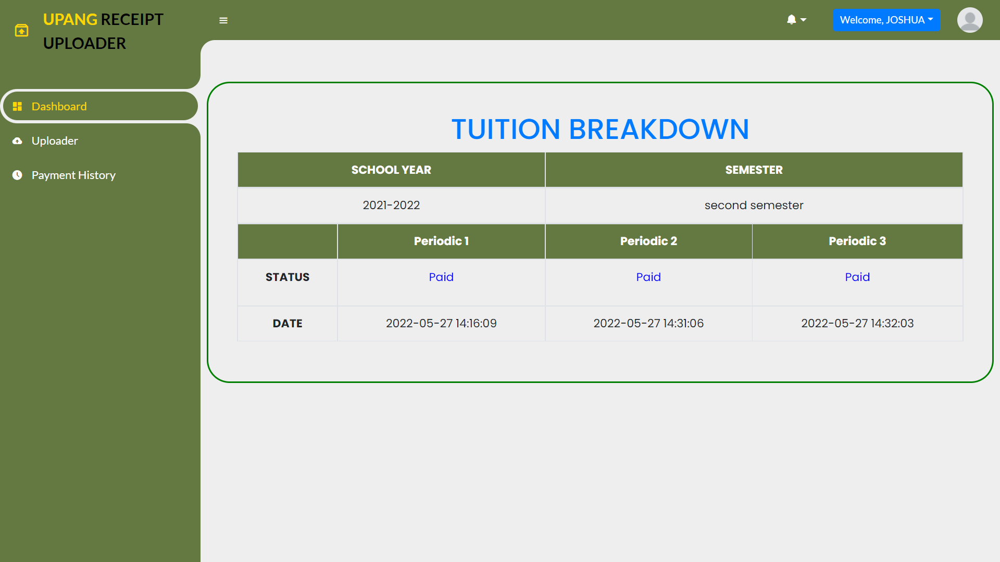 UPANG RECEIPT
UPLOADER
Welcome, JOSHUA
Dashboard
Uploader
Payment History
TUITION BREAKDOWN
SCHOOL YEAR SEMESTER
2021-2022 second semester
Periodic 1 Periodic 2 Periodic 3
STATUS Paid Paid Paid
DATE 2022-05-27 14:16:09 2022-05-27 14:31:06 2022-05-27 14:32:03